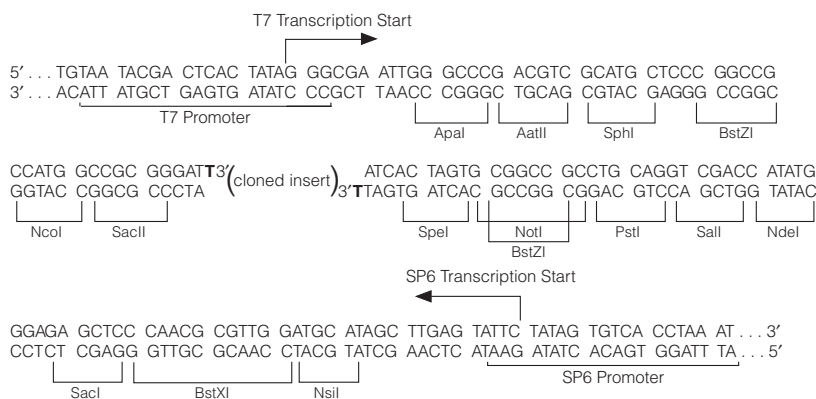 T7 Transcription Start
5′ . . . TGTAA TACGA CTCAC TATAG GGCGA ATTGG GCCCG ACGTC GCATG CTCCC GGCCG
3′ . . . ACATT ATGCT GAGTG ATATC CCGCT TAACC CGGGC TGCAG CGTAC GAGGG CCGGC
T7 Promoter
ApaI AatII SphI BstZI
CCATG GCCGC GGGAT T3′ (cloned insert) ATCAC TAGTG CGGCC GCCTG CAGGT CGACC ATATG
GGTAC CGGCG CCCTA 3′TTAGTG ATCAC GCCGG CGGAC GTCCA GCTGG TATAC
NcoI SacII SpeI NotI PstI SalI NdeI
BstZI
SP6 Transcription Start
GGAGA GCTCC CAACG CGTTG GATGC ATAGC TTGAG TATTC TATAG TGTCA CCTAA AT . . . 3′
CCTCT CGAGG GTTGC GCAAC CTACG TATCG AACTC ATAAG ATATC ACAGT GGATT TA . . . 5′
SacI BstXI NsiI SP6 Promoter